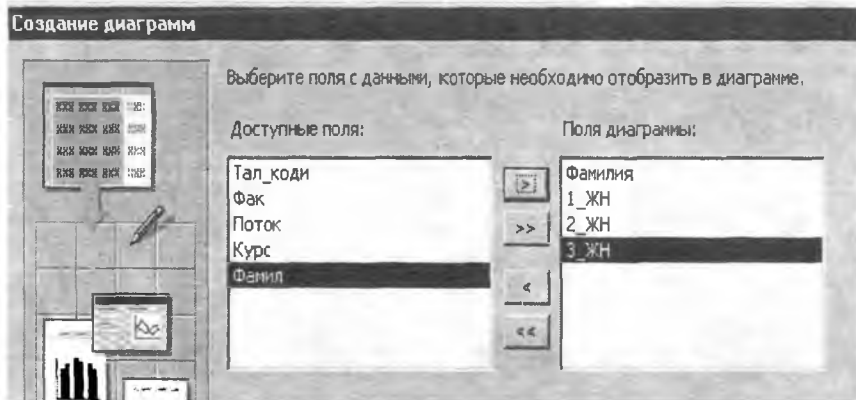 Создание диаграмм
Выберите поля с данными, которые необходимо отобразить в диаграмме.
Доступные поля:
Поля диаграммы:
Тал_коди
Фак
Поток
Курс
Фамил
>
>>
<
<<
Фамилия
1_ЖН
2_ЖН
3_ЖН